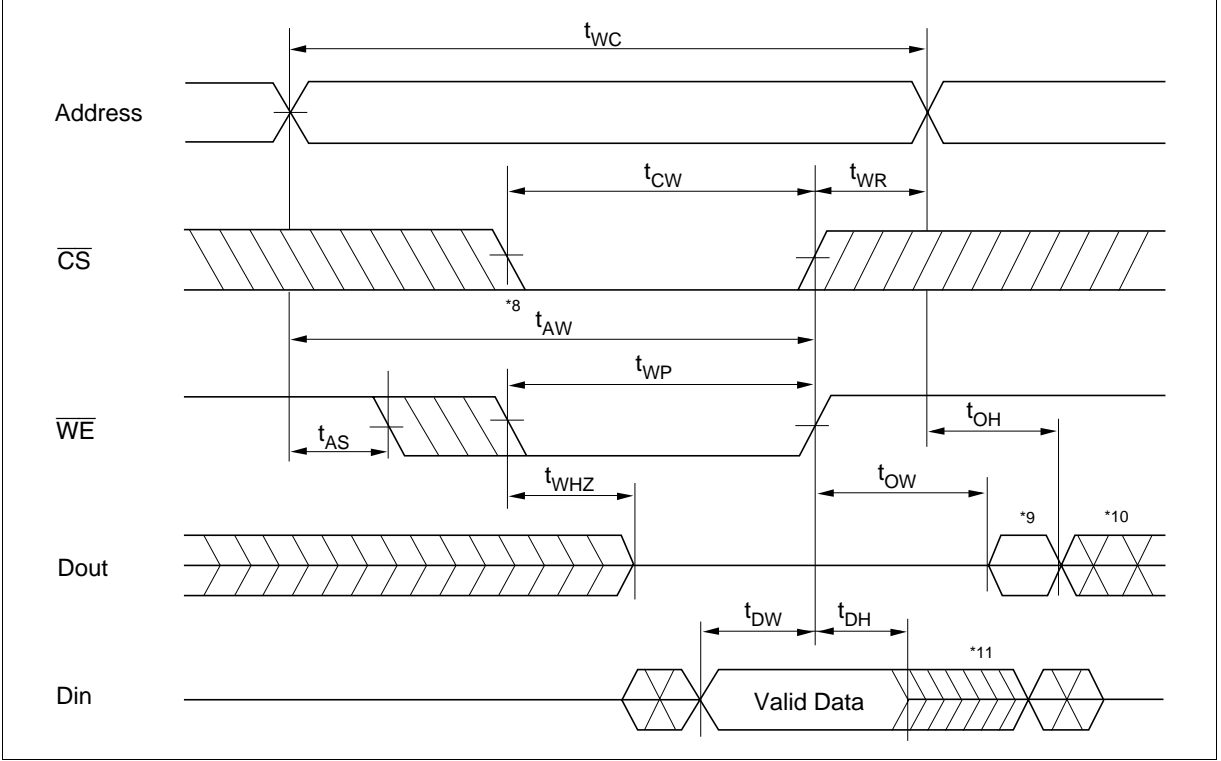 tWC
Address
tCW
tWR
CS
*8
tAW
tWP
WE
tAS
tOH
tWHZ
tOW
*9
*10
Dout
tDW
tDH
*11
Din
Valid Data